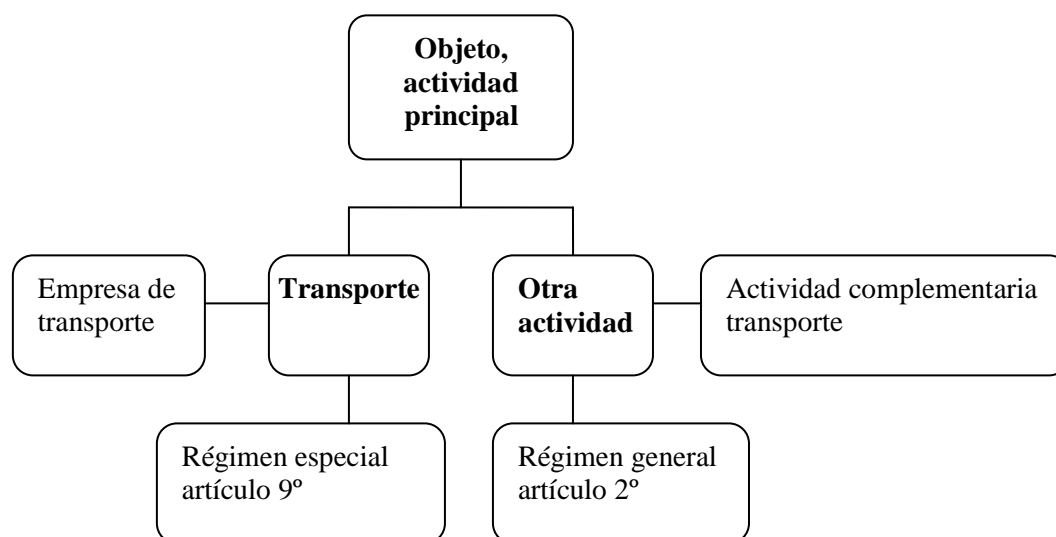 Objeto,
actividad
principal
Empresa de
transporte
Transporte
Otra
actividad
Actividad complementaria
transporte
Régimen especial
artículo 9º
Régimen general
artículo 2º